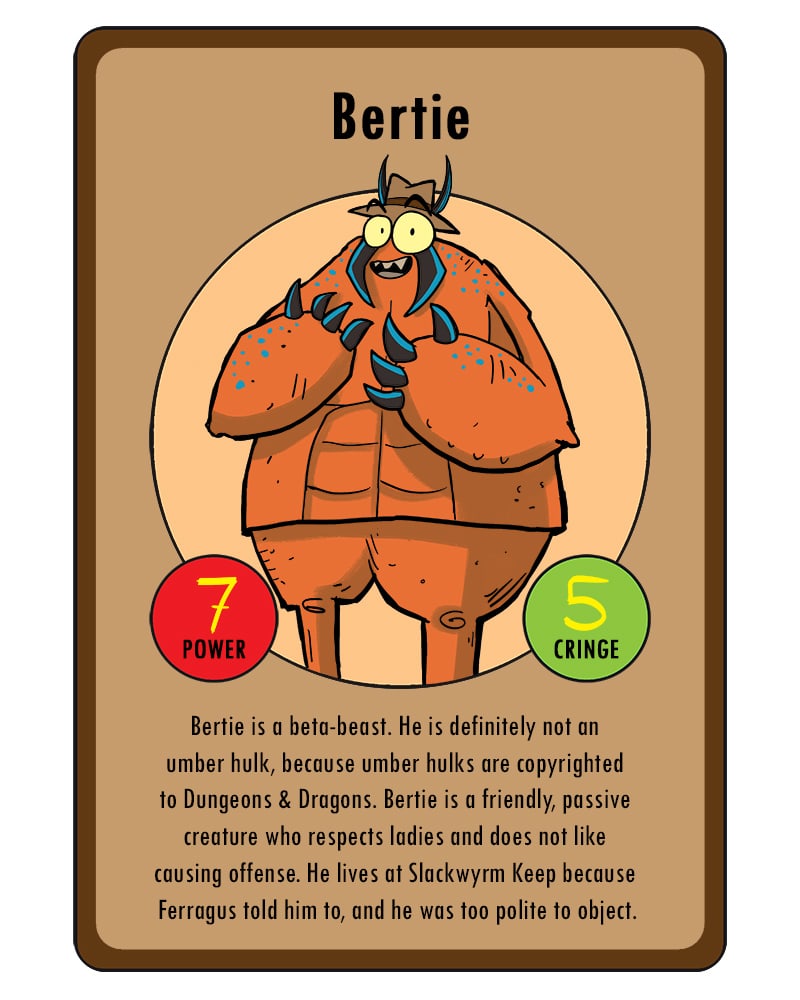 Bertie
7
POWER
5
CRINGE
Bertie is a beta-beast. He is definitely not an
umber hulk, because umber hulks are copyrighted
to Dungeons & Dragons. Bertie is a friendly, passive
creature who respects ladies and does not like
causing offense. He lives at Slackwyrm Keep because
Ferragus told him to, and he was too polite to object.